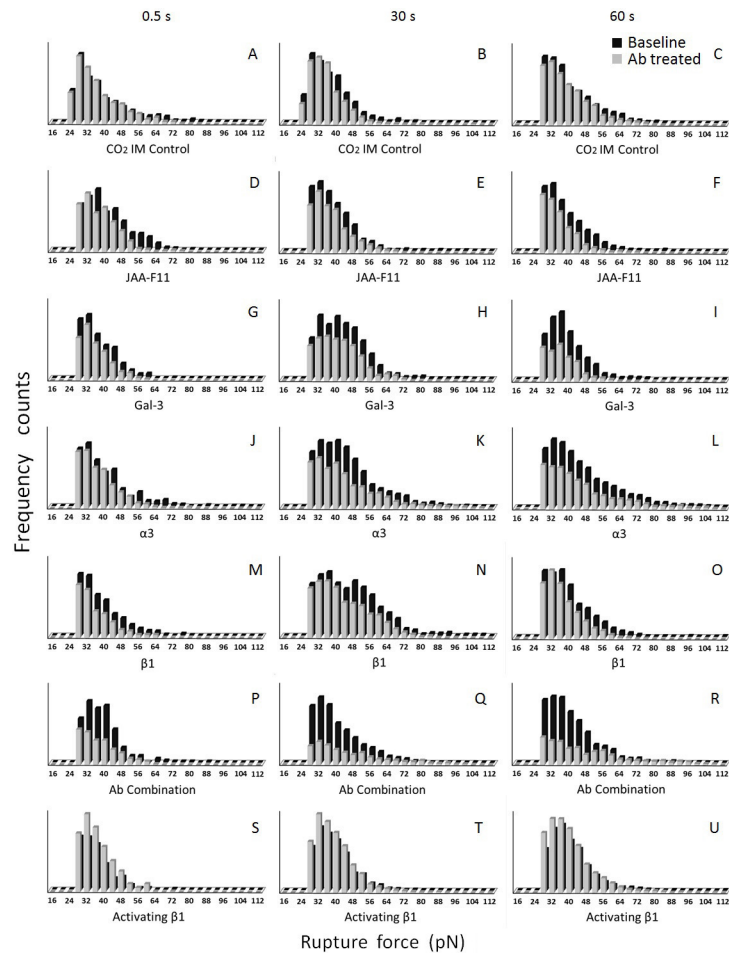 0.5 s
30 s
60 s
Baseline
Ab treated
Frequency counts
A
16 24 32 40 48 56 64 72 80 88 96 104 112
CO2 IM Control
B
16 24 32 40 48 56 64 72 80 88 96 104 112
CO2 IM Control
C
16 24 32 40 48 56 64 72 80 88 96 104 112
CO2 IM Control
D
16 24 32 40 48 56 64 72 80 88 96 104 112
JAA-F11
E
16 24 32 40 48 56 64 72 80 88 96 104 112
JAA-F11
F
16 24 32 40 48 56 64 72 80 88 96 104 112
JAA-F11
G
16 24 32 40 48 56 64 72 80 88 96 104 112
Gal-3
H
16 24 32 40 48 56 64 72 80 88 96 104 112
Gal-3
I
16 24 32 40 48 56 64 72 80 88 96 104 112
Gal-3
J
16 24 32 40 48 56 64 72 80 88 96 104 112
α3
K
16 24 32 40 48 56 64 72 80 88 96 104 112
α3
L
16 24 32 40 48 56 64 72 80 88 96 104 112
α3
M
16 24 32 40 48 56 64 72 80 88 96 104 112
β1
N
16 24 32 40 48 56 64 72 80 88 96 104 112
β1
O
16 24 32 40 48 56 64 72 80 88 96 104 112
β1
P
16 24 32 40 48 56 64 72 80 88 96 104 112
Ab Combination
Q
16 24 32 40 48 56 64 72 80 88 96 104 112
Ab Combination
R
16 24 32 40 48 56 64 72 80 88 96 104 112
Ab Combination
S
16 24 32 40 48 56 64 72 80 88 96 104 112
Activating β1
T
16 24 32 40 48 56 64 72 80 88 96 104 112
Activating β1
U
16 24 32 40 48 56 64 72 80 88 96 104 112
Activating β1
Rupture force (pN)